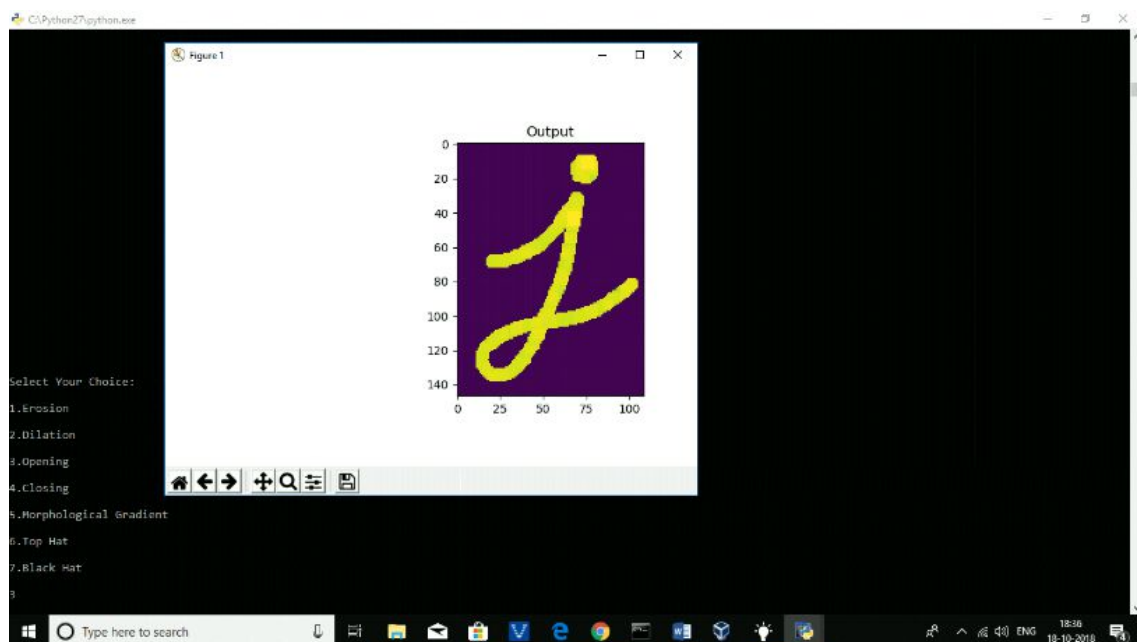 C:\Python27\python.exe
Figure 1
Output
0
20
40
60
80
100
120
140
0 25 50 75 100
Select Your Choice:
1.Erosion
2.Dilation
3.Opening
4.Closing
5.Morphological Gradient
6.Top Hat
7.Black Hat
3
Type here to search
ENG
18:36
18-10-2018
4